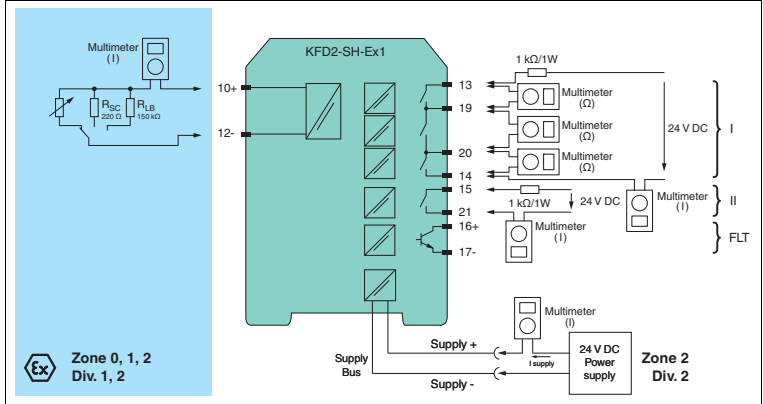 KFD2-SH-Ex1
Multimeter
(I)
R_SC
220 Ω
R_LB
150 kΩ
10+
12-
13
19
20
14
15
21
16+
17-
1 kΩ/1W
Multimeter
(Ω)
Multimeter
(Ω)
Multimeter
(Ω)
24 V DC
I
1 kΩ/1W
24 V DC
Multimeter
(I)
II
Multimeter
(I)
FLT
Multimeter
(I)
Supply +
Supply
Bus
Supply -
I supply
24 V DC
Power
supply
Zone 2
Div. 2
Ex
Zone 0, 1, 2
Div. 1, 2